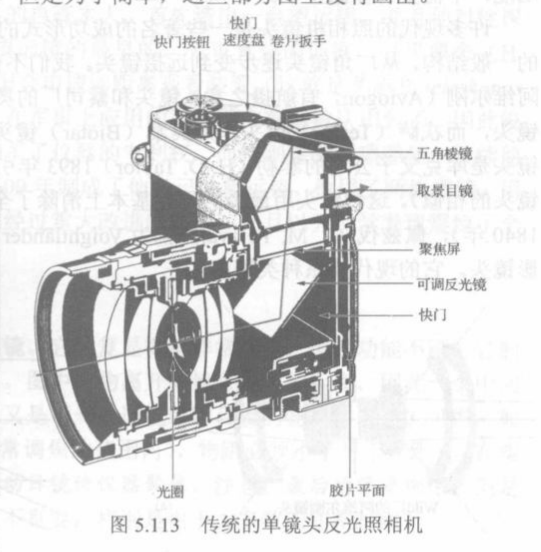 快门
快门按钮 速度盘 卷片扳手
五角棱镜
取景目镜
聚焦屏
可调反光镜
快门
光圈
胶片平面
图 5.113 传统的单镜头反光照相机